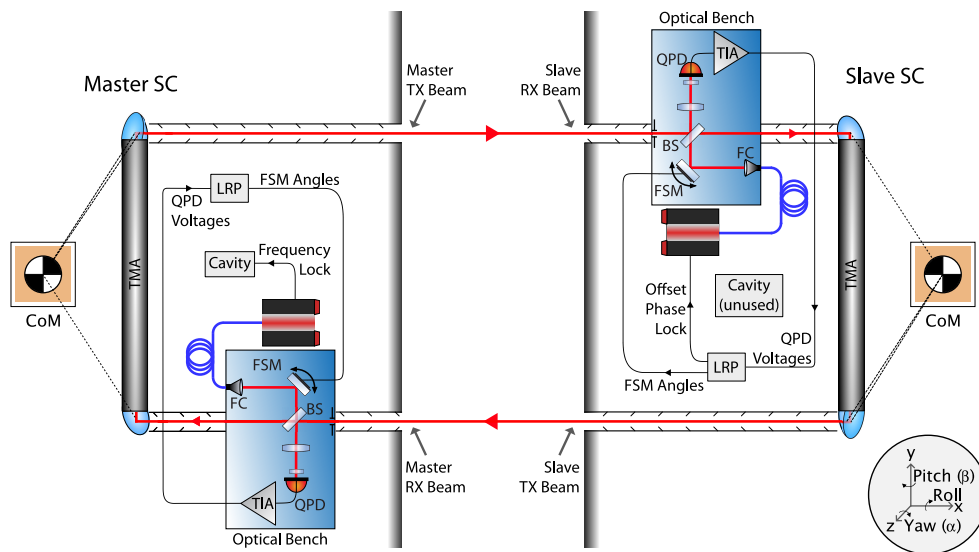 Optical Bench
QPD
TIA
Master SC
Master
TX Beam
Slave
RX Beam
Slave SC
BS
FC
FSM
LRP
FSM Angles
QPD
Voltages
Cavity
Frequency
Lock
TMA
CoM
Offset
Phase
Lock
Cavity
(unused)
TMA
CoM
QPD
Voltages
LRP
FSM Angles
FSM
FC
BS
Master
RX Beam
Slave
TX Beam
TIA
QPD
Optical Bench
y
Pitch (β)
Roll
x
z
Yaw (α)